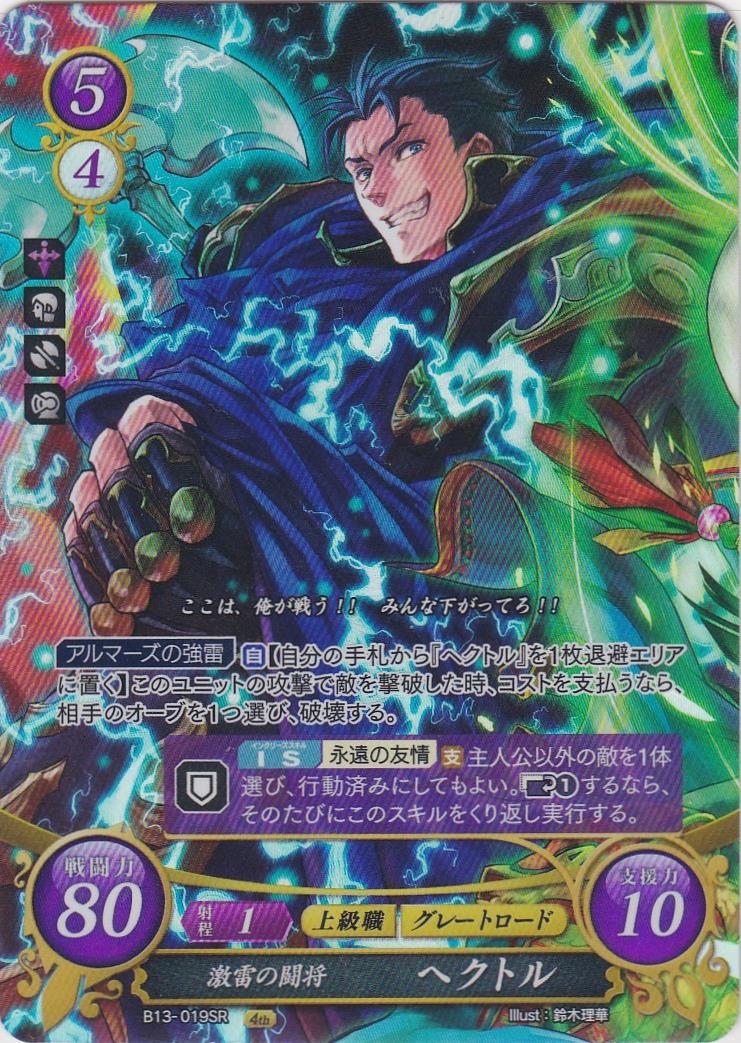 5
4
ここは、俺が戦う!! みんな下がってろ!!
アルマーズの強雷 自【自分の手札から『ヘクトル』を1枚退避エリア
に置く】このユニットの攻撃で敵を撃破した時、コストを支払うなら、
相手のオーブを1つ選び、破壊する。
インクリーズスキル
IS 永遠の友情 支 主人公以外の敵を1体
選び、行動済みにしてもよい。①するなら、
そのたびにこのスキルをくり返し実行する。
戦闘力
80
射程 1
上級職 グレートロード
支援力
10
激雷の闘将 ヘクトル
B13-019SR 4th
Illust:鈴木理華